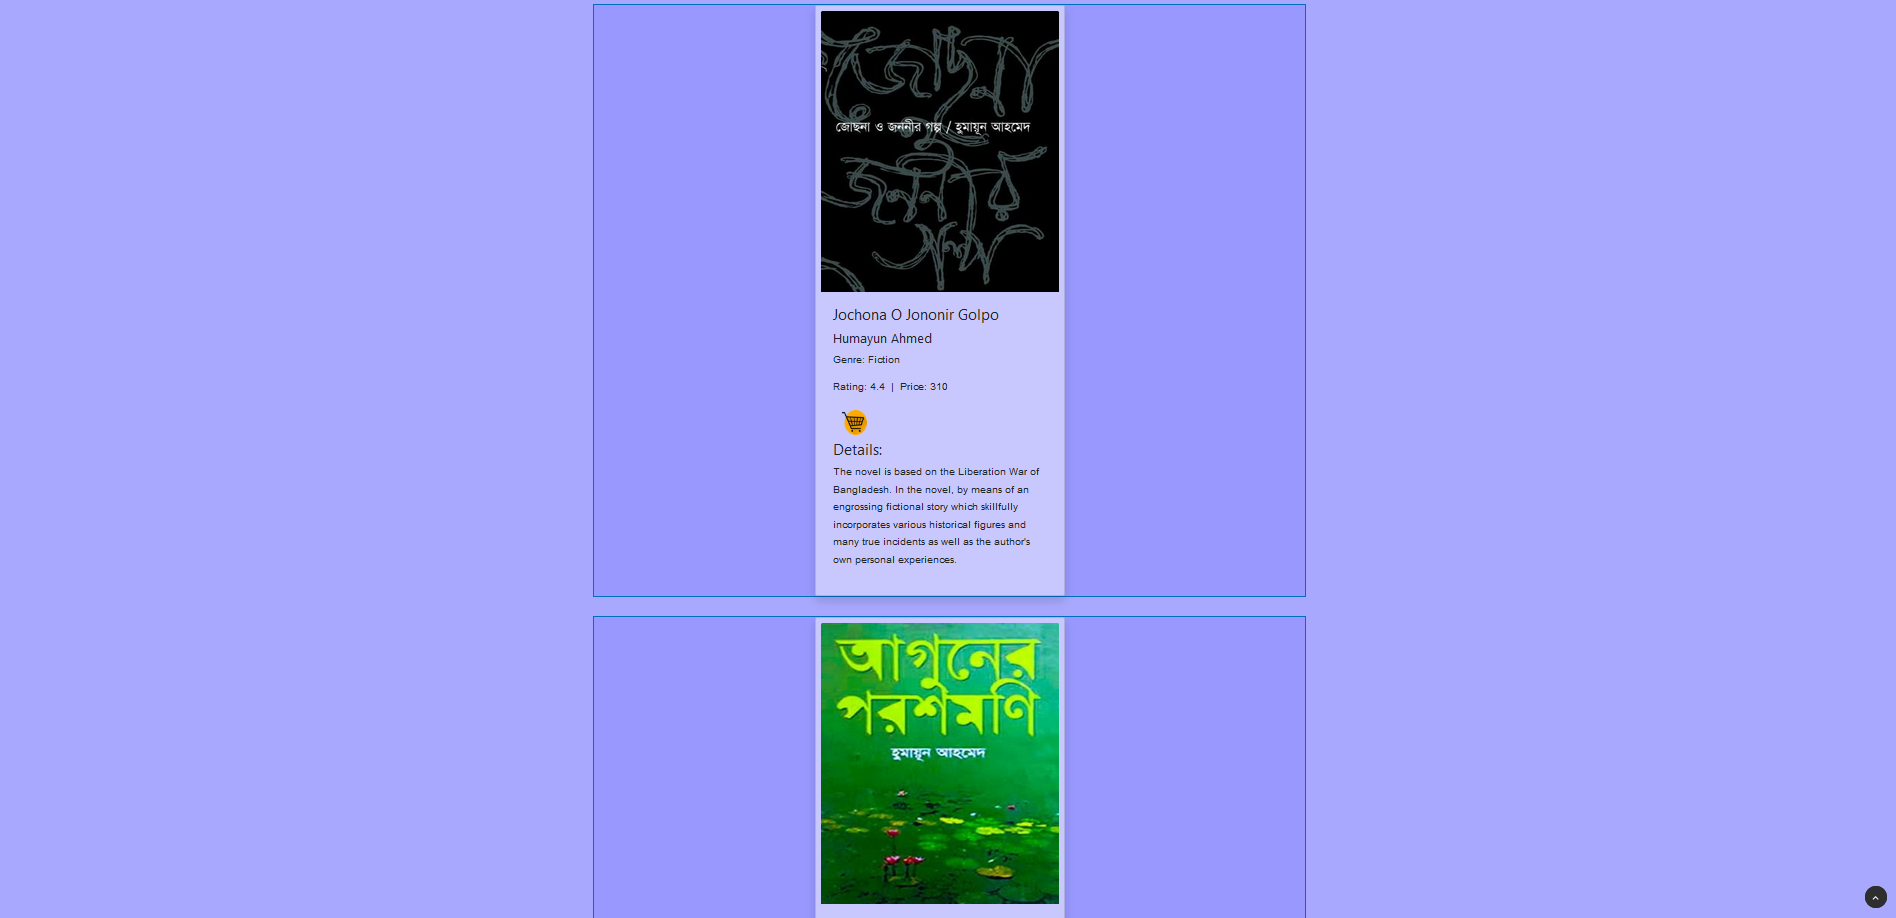 জোছনা
জোছনা ও জননীর গল্প / হুমায়ূন আহমেদ
জননীর
গল্প
Jochona O Jononir Golpo
Humayun Ahmed
Genre: Fiction
Rating: 4.4 | Price: 310
Details:
The novel is based on the Liberation War of
Bangladesh. In the novel, by means of an
engrossing fictional story which skillfully
incorporates various historical figures and
many true incidents as well as the author's
own personal experiences.
আগুনের
পরশমণি
হুমায়ূন আহমেদ